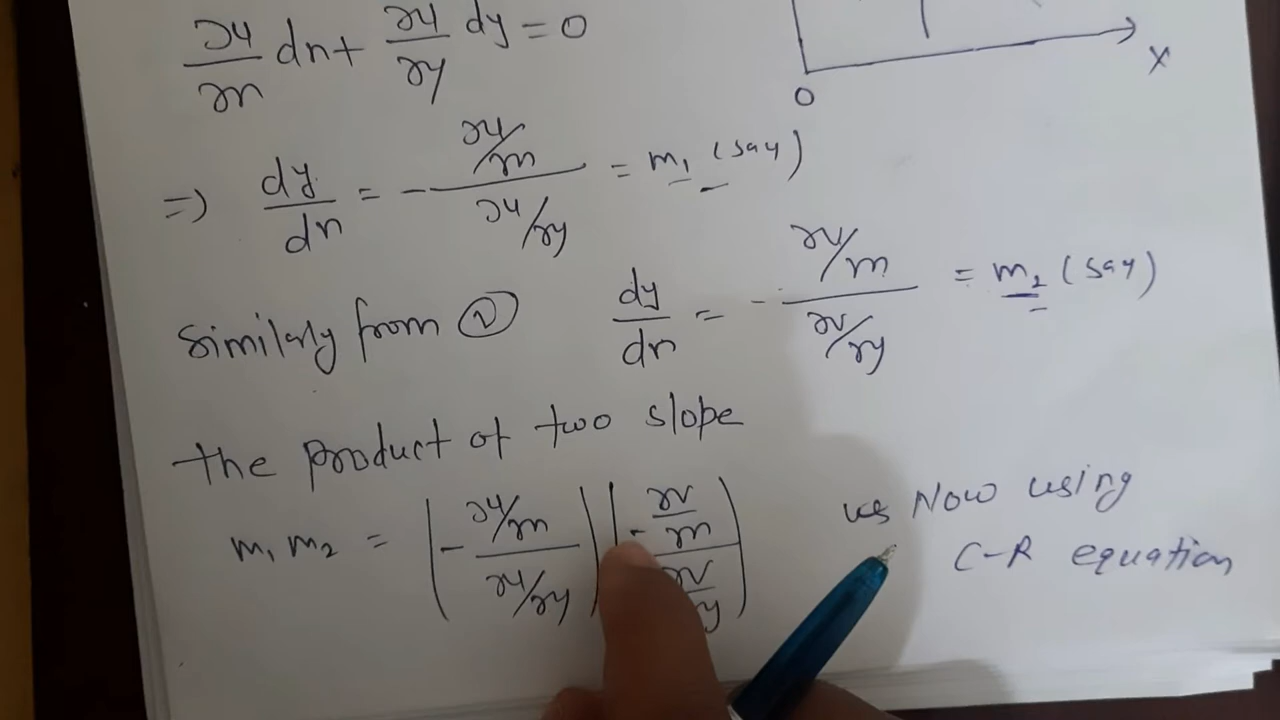 ∂u/∂x dx + ∂u/∂y dy = 0
X
O
=> dy/dx = - (∂u/∂x)/(∂u/∂y) = m₁ (say)
Similarly from ② dy/dx = - (∂v/∂x)/(∂v/∂y) = m₂ (say)
the product of two slope
m₁ m₂ = (- (∂u/∂x)/(∂u/∂y)) (- (∂v/∂x)/(∂v/∂y))
Now using
C-R equation